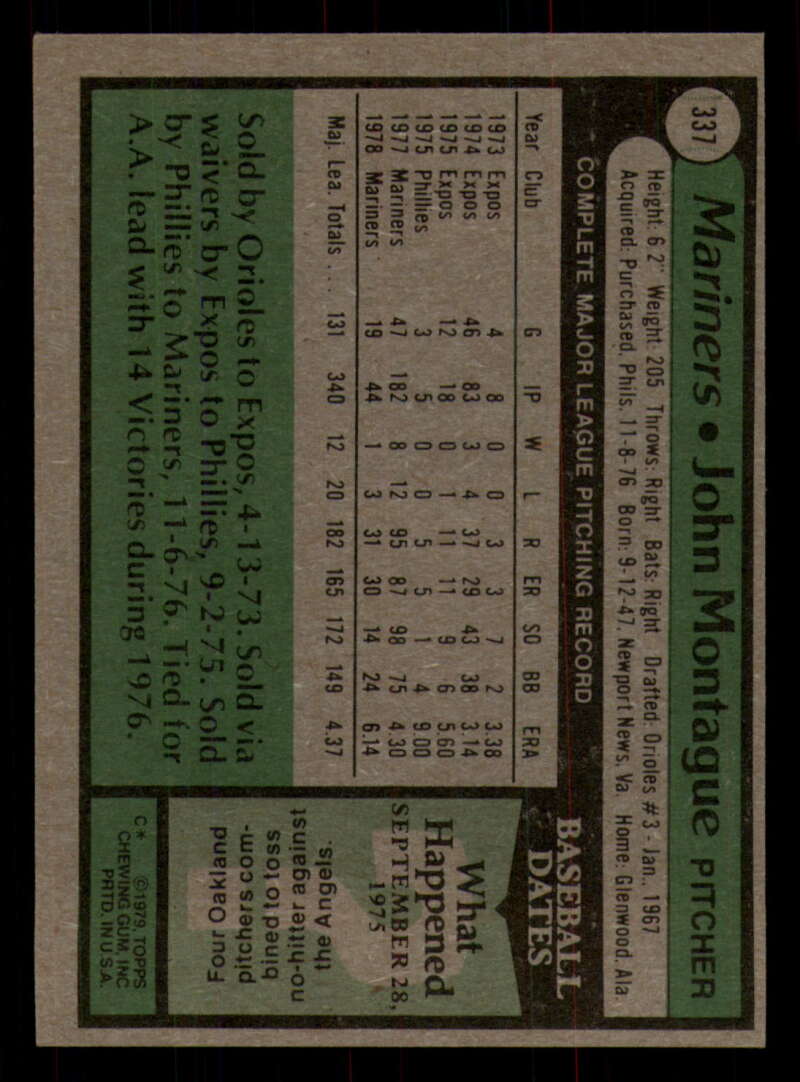 337 Mariners • John Montague PITCHER
Height: 6'2" Weight: 205 Throws: Right Bats: Right Drafted: Orioles #3 - Jan., 1967
Acquired: Purchased, Phils, 11-8-76 Born: 9-12-47, Newport News, Va Home: Glenwood, Ala.
COMPLETE MAJOR LEAGUE PITCHING RECORD
Year Club G IP W L R ER SO BB ERA
1973 Expos 4 8 0 0 3 3 7 2 3.38
1974 Expos 46 83 3 4 37 29 43 38 3.14
1975 Expos 12 18 0 1 11 11 9 6 5.60
1975 Phillies 3 5 0 0 5 5 1 4 9.00
1977 Mariners 47 182 8 12 95 87 98 75 4.30
1978 Mariners 19 44 1 3 31 30 14 24 6.14
Maj. Lea. Totals ... 131 340 12 20 182 165 172 149 4.37
Sold by Orioles to Expos, 4-13-73. Sold via
waivers by Expos to Phillies, 9-2-75. Sold
by Phillies to Mariners, 11-6-76. Tied for
A.A. lead with 14 Victories during 1976.
BASEBALL
DATES
What
Happened
SEPTEMBER 28,
1975
Four Oakland
pitchers com-
bined to toss
no-hitter against
the Angels.
C* ©1979, TOPPS
CHEWING GUM, INC
PRTD. IN U.S.A.